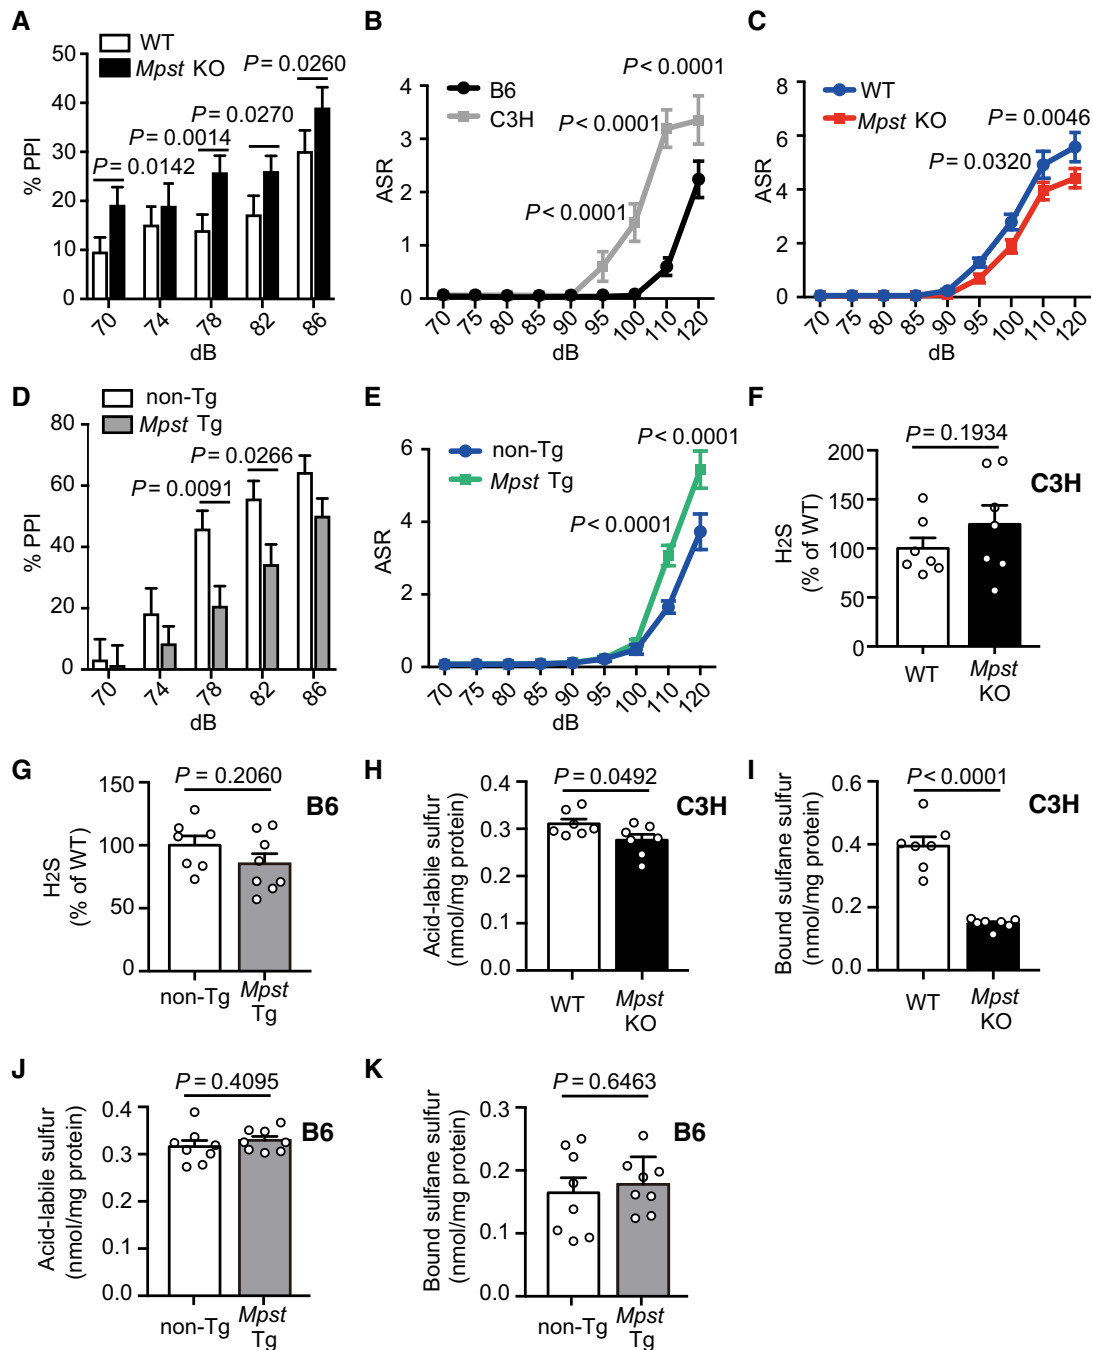 A
WT
Mpst KO
P = 0.0260
P = 0.0270
P = 0.0014
P = 0.0142
% PPI
50
40
30
20
10
0
70 74 78 82 86
dB
B
B6
C3H
P < 0.0001
P < 0.0001
P < 0.0001
ASR
4
3
2
1
0
70 75 80 85 90 95 100 110 120
dB
C
WT
Mpst KO
P = 0.0046
P = 0.0320
ASR
8
6
4
2
0
70 75 80 85 90 95 100 110 120
dB
D
non-Tg
Mpst Tg
P = 0.0266
P = 0.0091
% PPI
80
60
40
20
0
70 74 78 82 86
dB
E
non-Tg
Mpst Tg
P < 0.0001
P < 0.0001
ASR
6
4
2
0
70 75 80 85 90 95 100 110 120
dB
F
P = 0.1934
C3H
H2S
(% of WT)
200
150
100
50
0
WT
Mpst
KO
G
P = 0.2060
B6
H2S
(% of WT)
150
100
50
0
non-Tg
Mpst
Tg
H
P = 0.0492
C3H
Acid-labile sulfur
(nmol/mg protein)
0.4
0.3
0.2
0.1
0.0
WT
Mpst
KO
I
P < 0.0001
C3H
Bound sulfane sulfur
(nmol/mg protein)
0.6
0.4
0.2
0.0
WT
Mpst
KO
J
P = 0.4095
B6
Acid-labile sulfur
(nmol/mg protein)
0.4
0.3
0.2
0.1
0.0
non-Tg
Mpst
Tg
K
P = 0.6463
B6
Bound sulfane sulfur
(nmol/mg protein)
0.3
0.2
0.1
0.0
non-Tg
Mpst
Tg